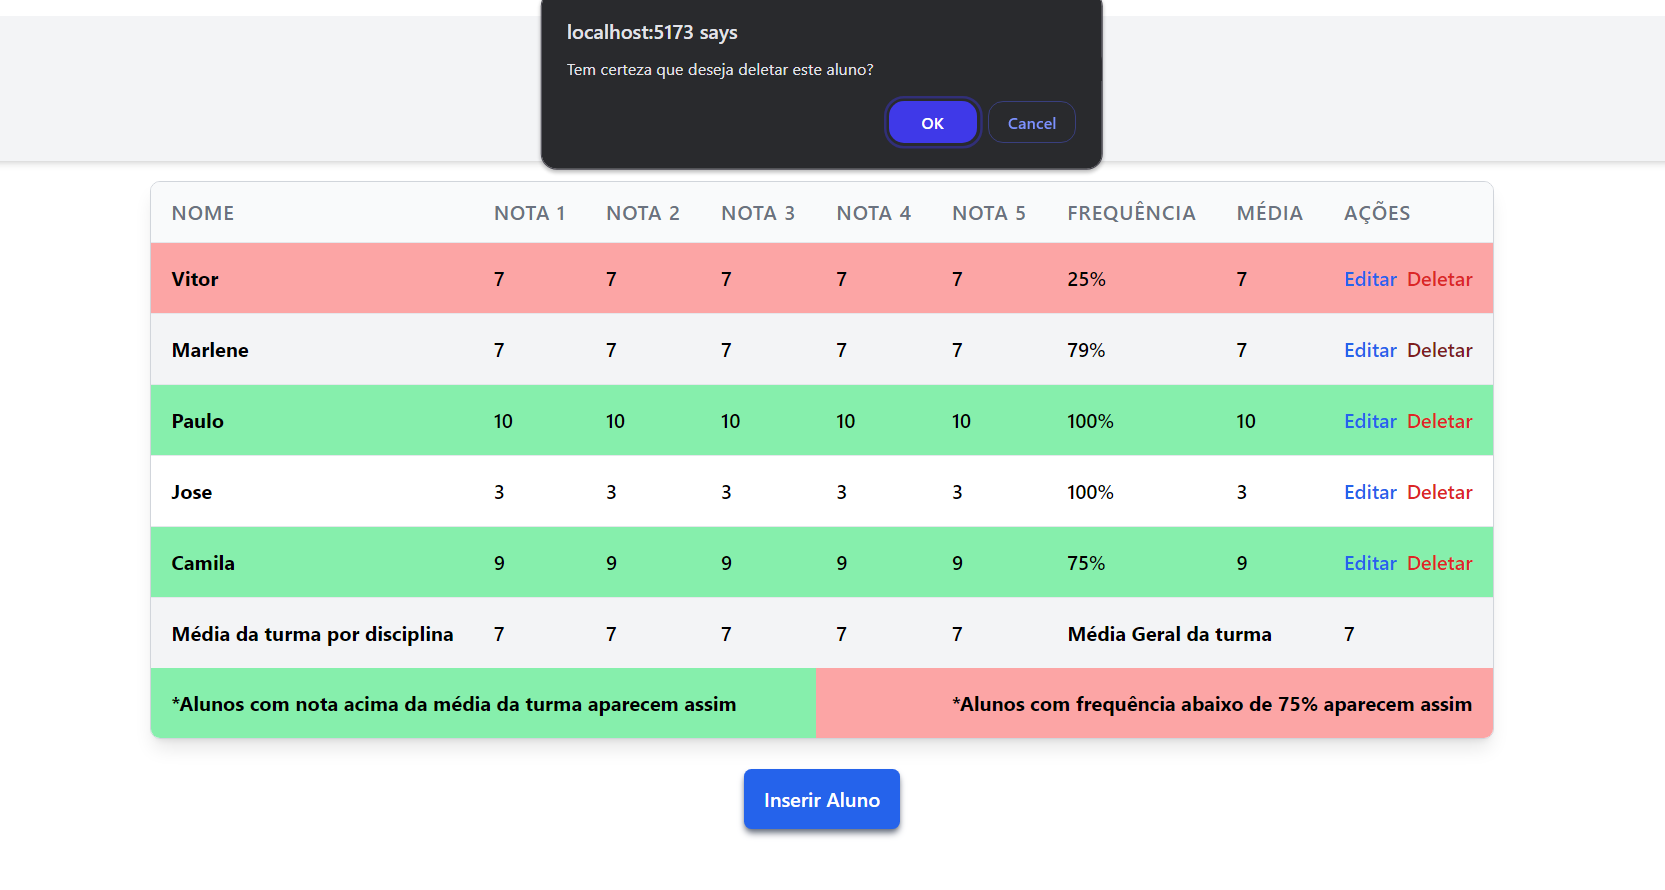 localhost:5173 says
Tem certeza que deseja deletar este aluno?
OK Cancel
NOME NOTA 1 NOTA 2 NOTA 3 NOTA 4 NOTA 5 FREQUÊNCIA MÉDIA AÇÕES
Vitor 7 7 7 7 7 25% 7 Editar Deletar
Marlene 7 7 7 7 7 79% 7 Editar Deletar
Paulo 10 10 10 10 10 100% 10 Editar Deletar
Jose 3 3 3 3 3 100% 3 Editar Deletar
Camila 9 9 9 9 9 75% 9 Editar Deletar
Média da turma por disciplina 7 7 7 7 7 Média Geral da turma 7
*Alunos com nota acima da média da turma aparecem assim *Alunos com frequência abaixo de 75% aparecem assim
Inserir Aluno